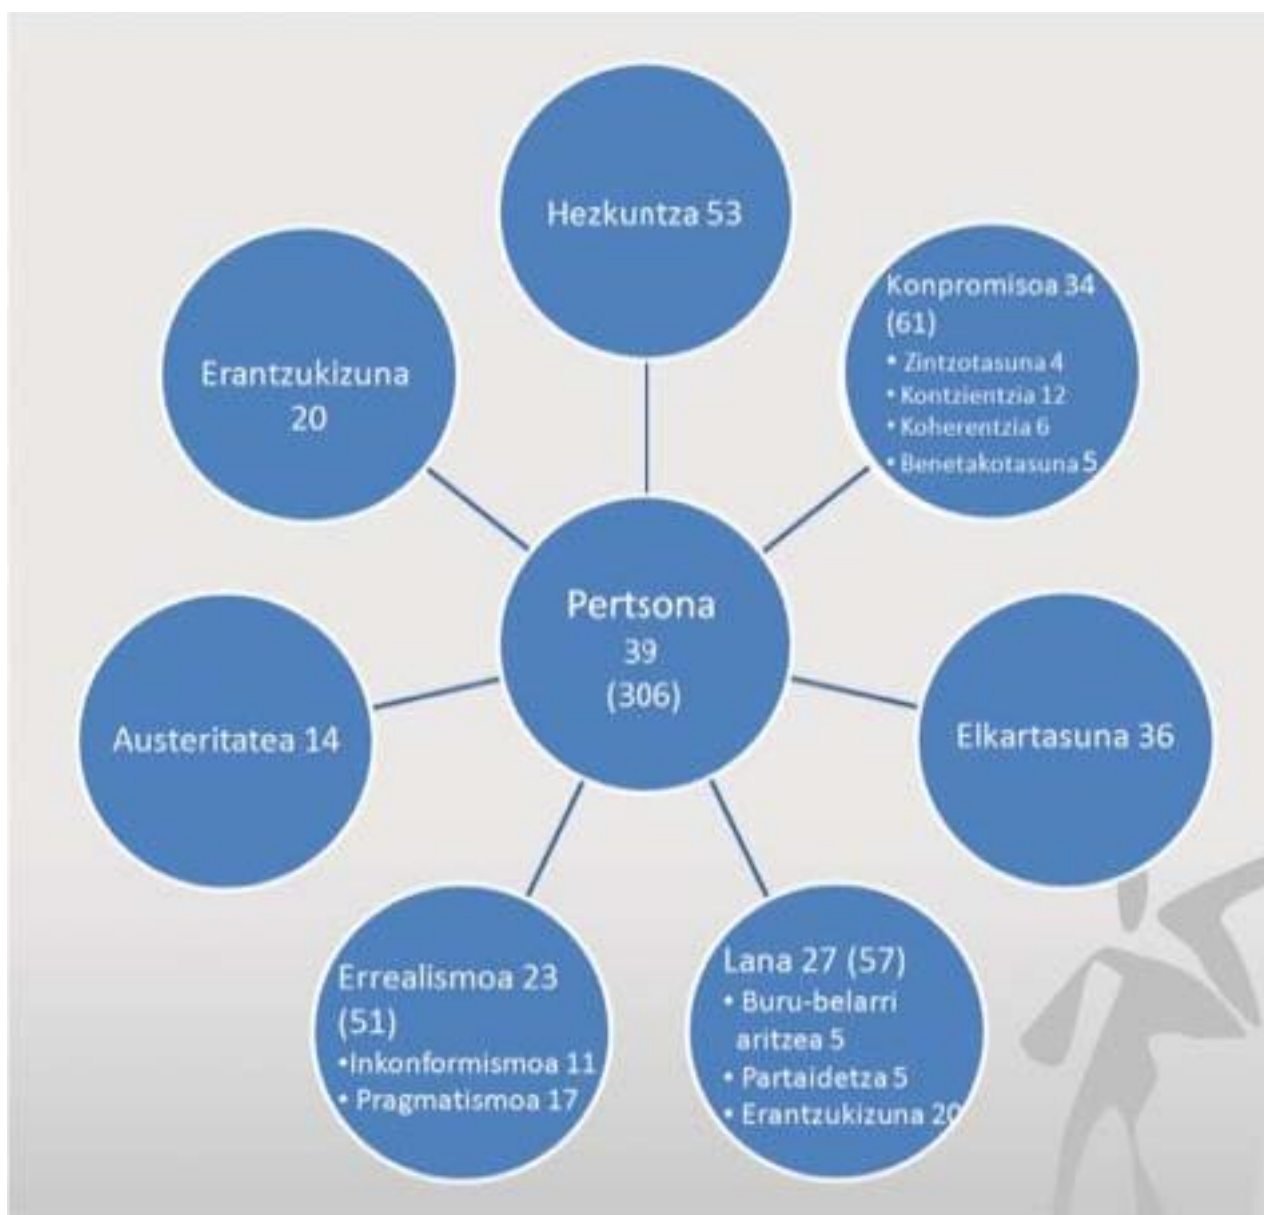 Hezkuntza 53
Konpromisoa 34
(61)
• Zintzotasuna 4
• Kontzientzia 12
• Koherentzia 6
• Benetakotasuna 5
Erantzukizuna
20
Pertsona
39
(306)
Austeritatea 14
Elkartasuna 36
Errealismoa 23
(51)
•Inkonformismoa 11
• Pragmatismoa 17
Lana 27 (57)
• Buru-belarri
aritzea 5
• Partaidetza 5
• Erantzukizuna 20